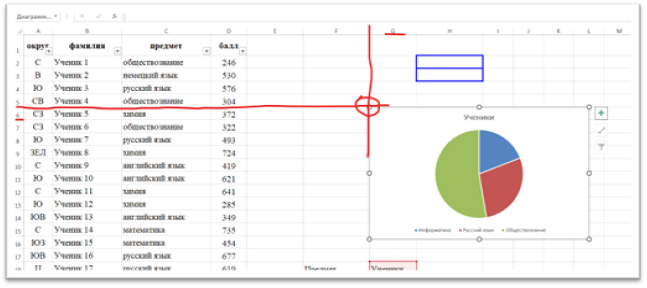 Диаграмм...
A B C D E F G H I J K L M
1 округ фамилия предмет балл
2 С Ученик 1 обществознание 246
3 В Ученик 2 немецкий язык 530
4 Ю Ученик 3 русский язык 576
5 СВ Ученик 4 обществознание 304
6 СЗ Ученик 5 химия 372
7 СЗ Ученик 6 обществознание 322
8 Ю Ученик 7 русский язык 493
9 ЗЕЛ Ученик 8 химия 724
10 С Ученик 9 английский язык 419
11 Ю Ученик 10 английский язык 621
12 С Ученик 11 химия 641
13 Ю Ученик 12 химия 285
14 ЮВ Ученик 13 английский язык 349
15 С Ученик 14 математика 735
16 ЮЗ Ученик 15 математика 454
17 ЮВ Ученик 16 русский язык 677
18 Ц Ученик 17 русский язык 619 Предмет Ученики
Ученики
Информатика Русский язык Обществознание